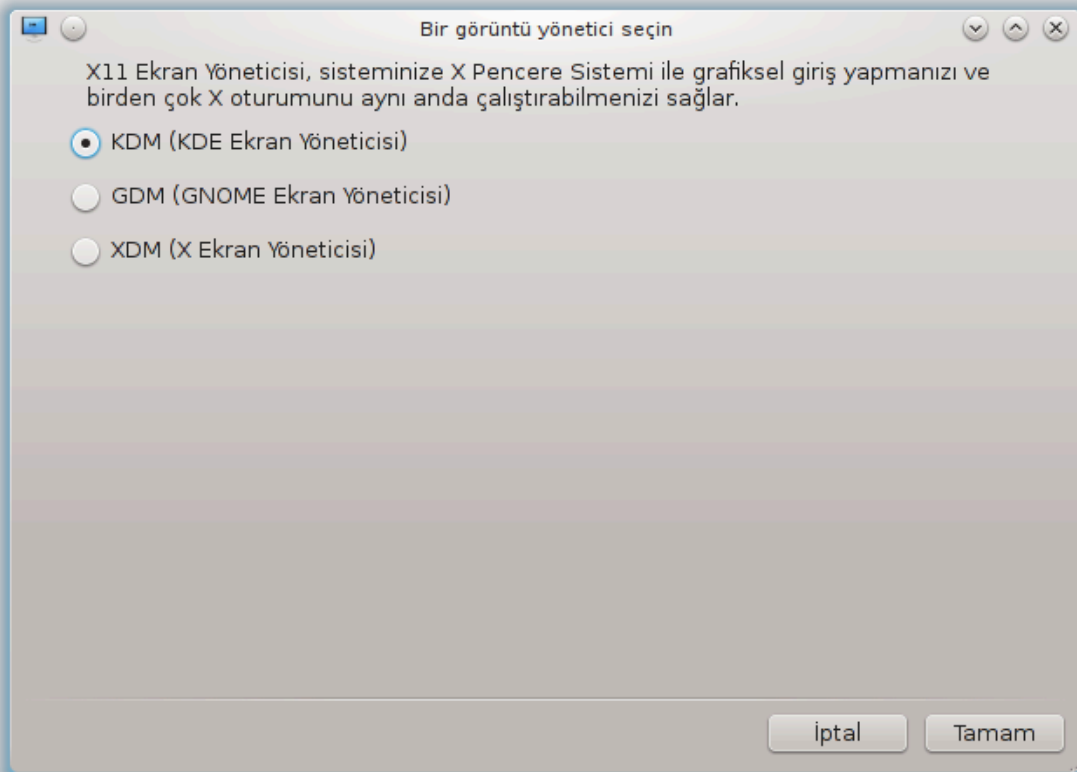 Bir görüntü yönetici seçin
X11 Ekran Yöneticisi, sisteminize X Pencere Sistemi ile grafiksel giriş yapmanızı ve
birden çok X oturumunu aynı anda çalıştırabilmenizi sağlar.
KDM (KDE Ekran Yöneticisi)
GDM (GNOME Ekran Yöneticisi)
XDM (X Ekran Yöneticisi)
İptal
Tamam